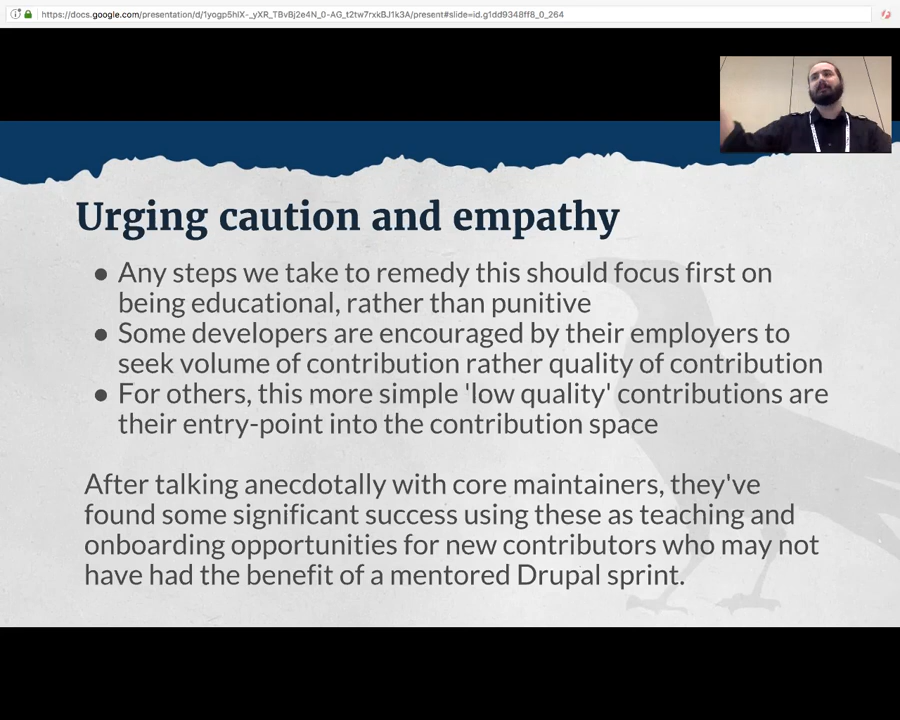 https://docs.google.com/presentation/d/1yogp5hlX-_yXR_TBvBj2e4N_0-AG_t2tw7rxkBJ1k3A/present#slide=id.g1dd9348ff8_0_264
Urging caution and empathy
● Any steps we take to remedy this should focus first on
being educational, rather than punitive
● Some developers are encouraged by their employers to
seek volume of contribution rather quality of contribution
● For others, this more simple 'low quality' contributions are
their entry-point into the contribution space
After talking anecdotally with core maintainers, they've
found some significant success using these as teaching and
onboarding opportunities for new contributors who may not
have had the benefit of a mentored Drupal sprint.